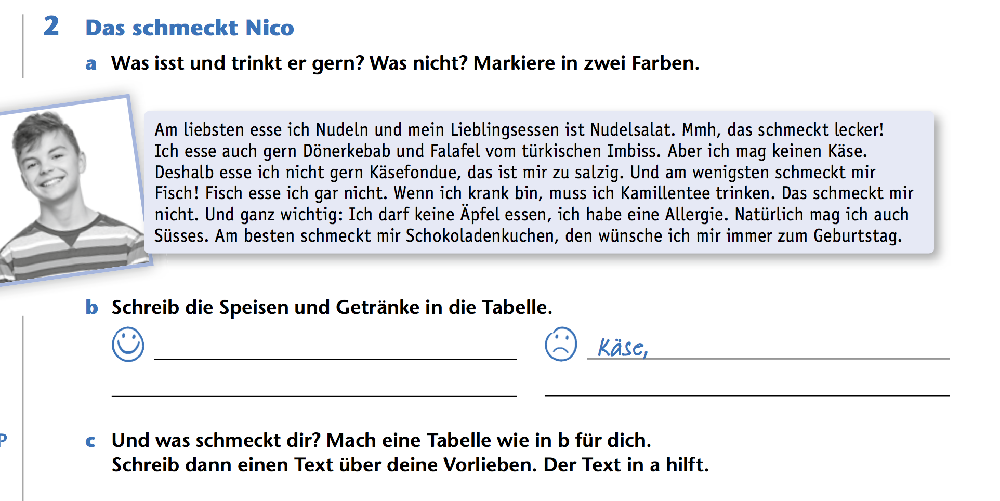 2 Das schmeckt Nico
a Was isst und trinkt er gern? Was nicht? Markiere in zwei Farben.
Am liebsten esse ich Nudeln und mein Lieblingsessen ist Nudelsalat. Mmh, das schmeckt lecker!
Ich esse auch gern Dönerkebab und Falafel vom türkischen Imbiss. Aber ich mag keinen Käse.
Deshalb esse ich nicht gern Käsefondue, das ist mir zu salzig. Und am wenigsten schmeckt mir
Fisch! Fisch esse ich gar nicht. Wenn ich krank bin, muss ich Kamillentee trinken. Das schmeckt mir
nicht. Und ganz wichtig: Ich darf keine Äpfel essen, ich habe eine Allergie. Natürlich mag ich auch
Süsses. Am besten schmeckt mir Schokoladenkuchen, den wünsche ich mir immer zum Geburtstag.
b Schreib die Speisen und Getränke in die Tabelle.
Käse,
P
c Und was schmeckt dir? Mach eine Tabelle wie in b für dich.
Schreib dann einen Text über deine Vorlieben. Der Text in a hilft.